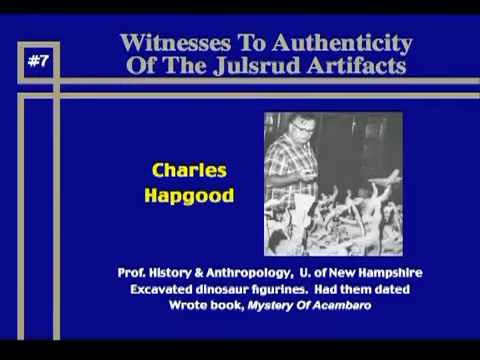 #7
Witnesses To Authenticity
Of The Julsrud Artifacts
Charles
Hapgood
Prof. History & Anthropology, U. of New Hampshire
Excavated dinosaur figurines. Had them dated
Wrote book, Mystery Of Acambaro